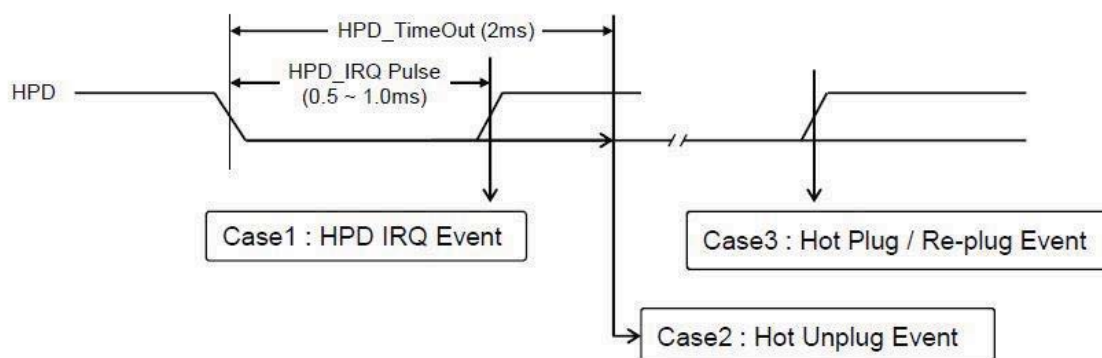 HPD_TimeOut (2ms)
HPD_IRQ Pulse
(0.5 ~ 1.0ms)
HPD
Case1 : HPD IRQ Event
Case3 : Hot Plug / Re-plug Event
Case2 : Hot Unplug Event